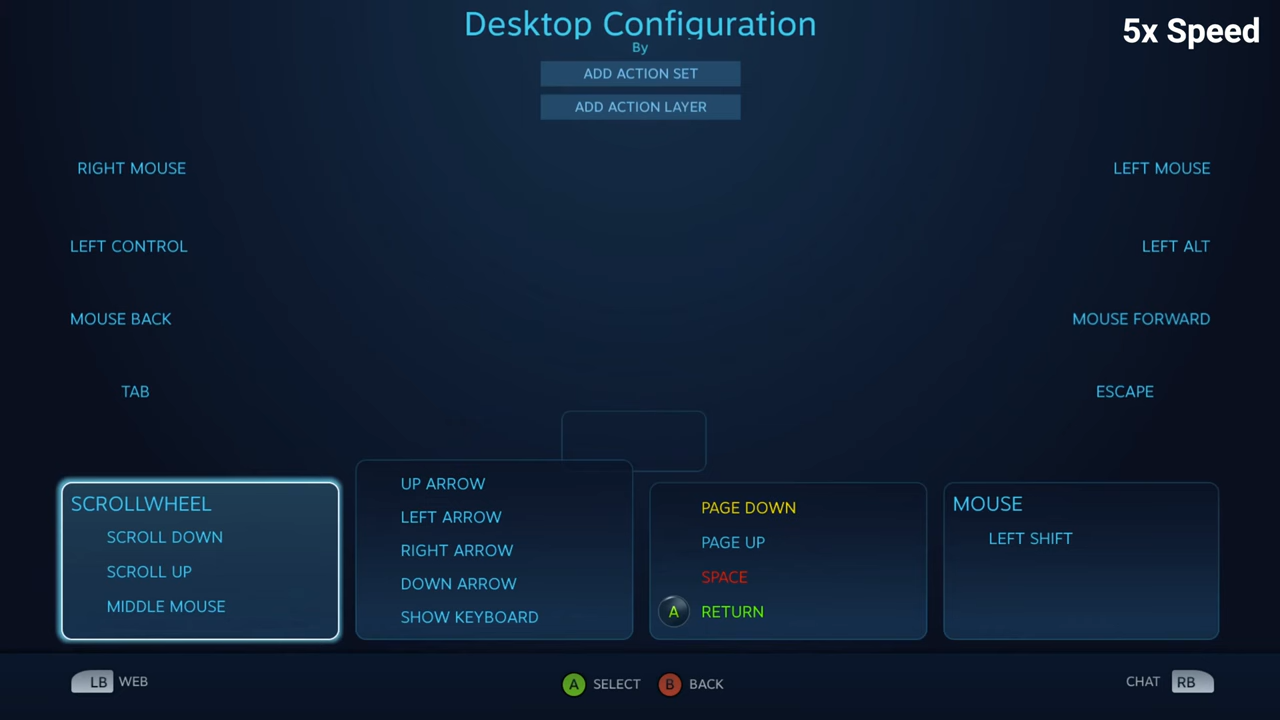 Desktop Configuration
5x Speed
By
ADD ACTION SET
ADD ACTION LAYER
RIGHT MOUSE
LEFT MOUSE
LEFT CONTROL
LEFT ALT
MOUSE BACK
MOUSE FORWARD
TAB
ESCAPE
SCROLLWHEEL
SCROLL DOWN
SCROLL UP
MIDDLE MOUSE
UP ARROW
LEFT ARROW
RIGHT ARROW
DOWN ARROW
SHOW KEYBOARD
PAGE DOWN
PAGE UP
SPACE
A RETURN
MOUSE
LEFT SHIFT
LB WEB
A SELECT B BACK
CHAT RB